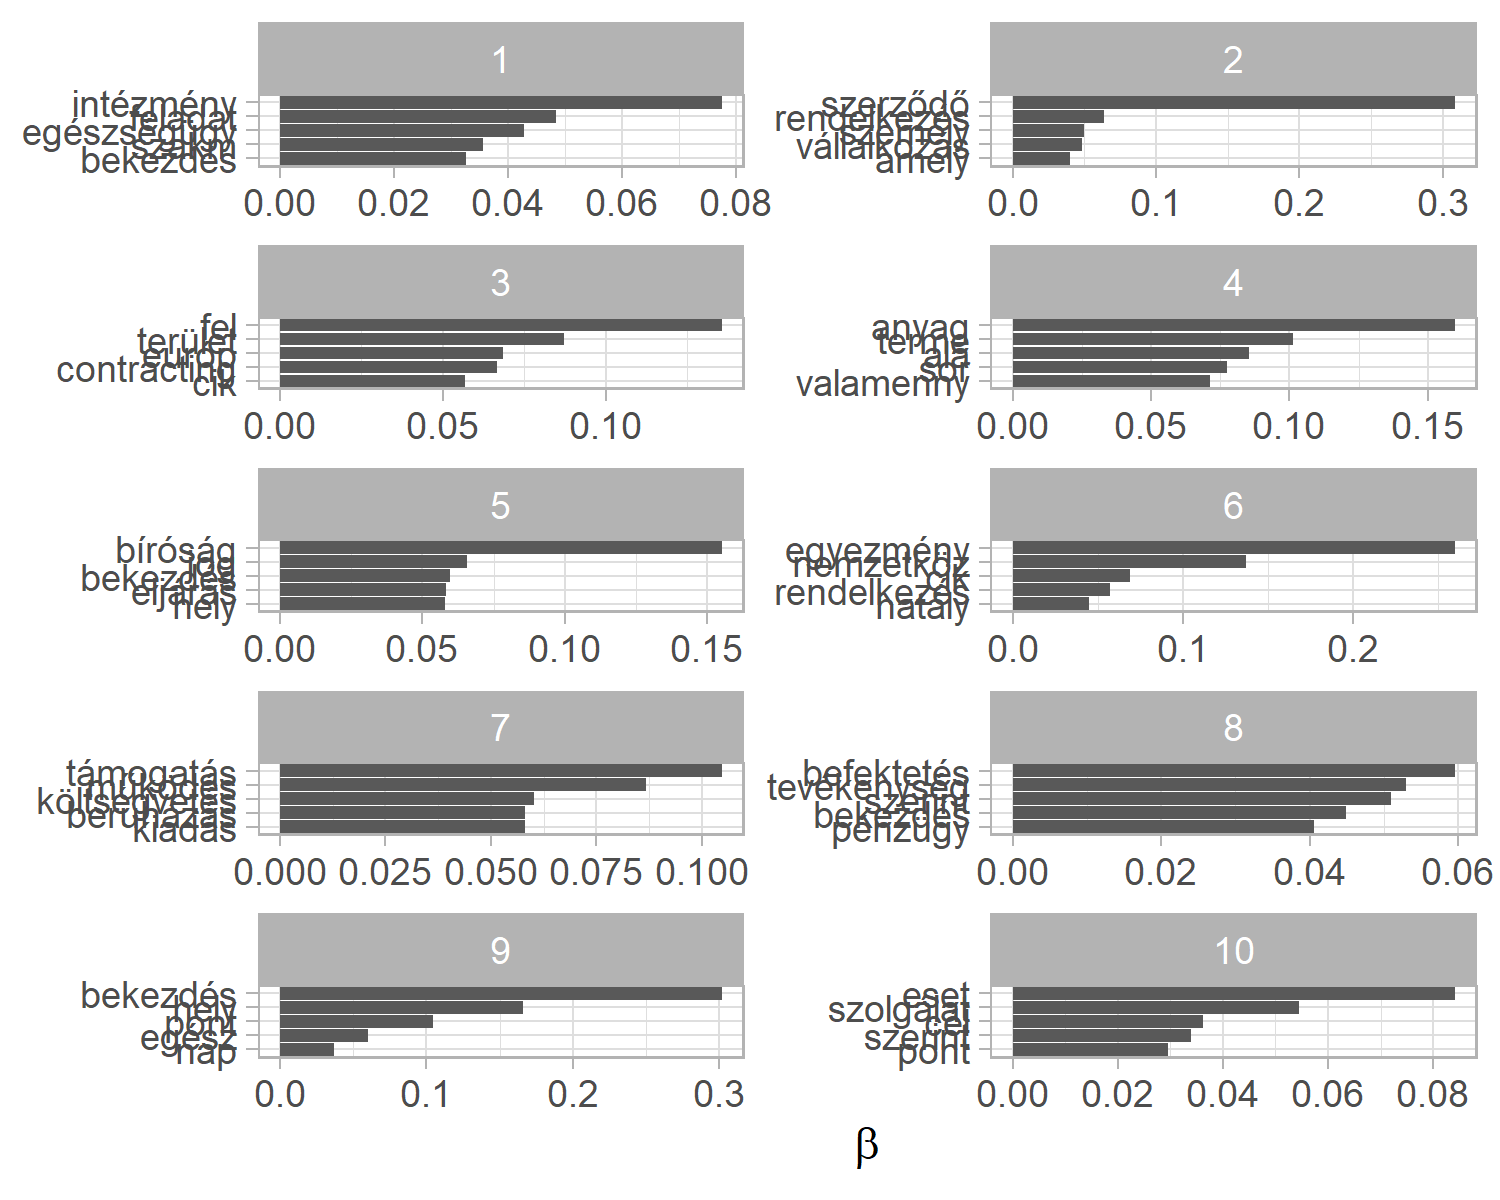 1
intézmény
feladat
egészségügy
szakm
bekezdés
0.00 0.02 0.04 0.06 0.08
2
szerződő
rendelkezés
személy
vállalkozás
amely
0.0 0.1 0.2 0.3
3
fel
terület
europ
contracting
cik
0.00 0.05 0.10
4
anyag
terme
ala
sor
valamenny
0.00 0.05 0.10 0.15
5
bíróság
jog
bekezdés
eljárás
hely
0.00 0.05 0.10 0.15
6
egyezmény
nemzetköz
cik
rendelkezés
hatály
0.0 0.1 0.2
7
támogatás
működés
költségvetés
beruházás
kiadás
0.000 0.025 0.050 0.075 0.100
8
befektetés
tevékenység
szerint
bekezdés
pénzügy
0.00 0.02 0.04 0.06
9
bekezdés
hely
pont
egész
nap
0.0 0.1 0.2 0.3
10
eset
szolgálat
cél
szerint
pont
0.00 0.02 0.04 0.06 0.08
β